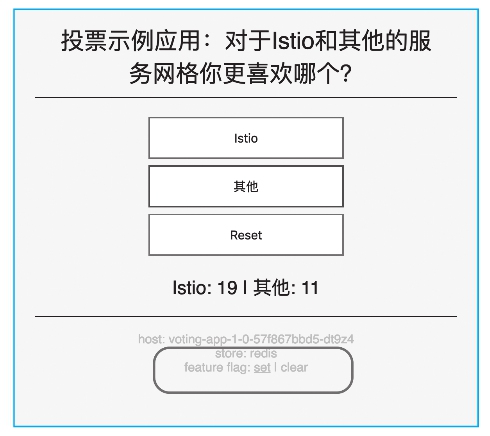 投票示例应用：对于Istio和其他的服
务网格你更喜欢哪个？
Istio
其他
Reset
Istio: 19 | 其他: 11
host: voting-app-1-0-57f867bbd5-dt9z4
store: redis
feature flag: set | clear